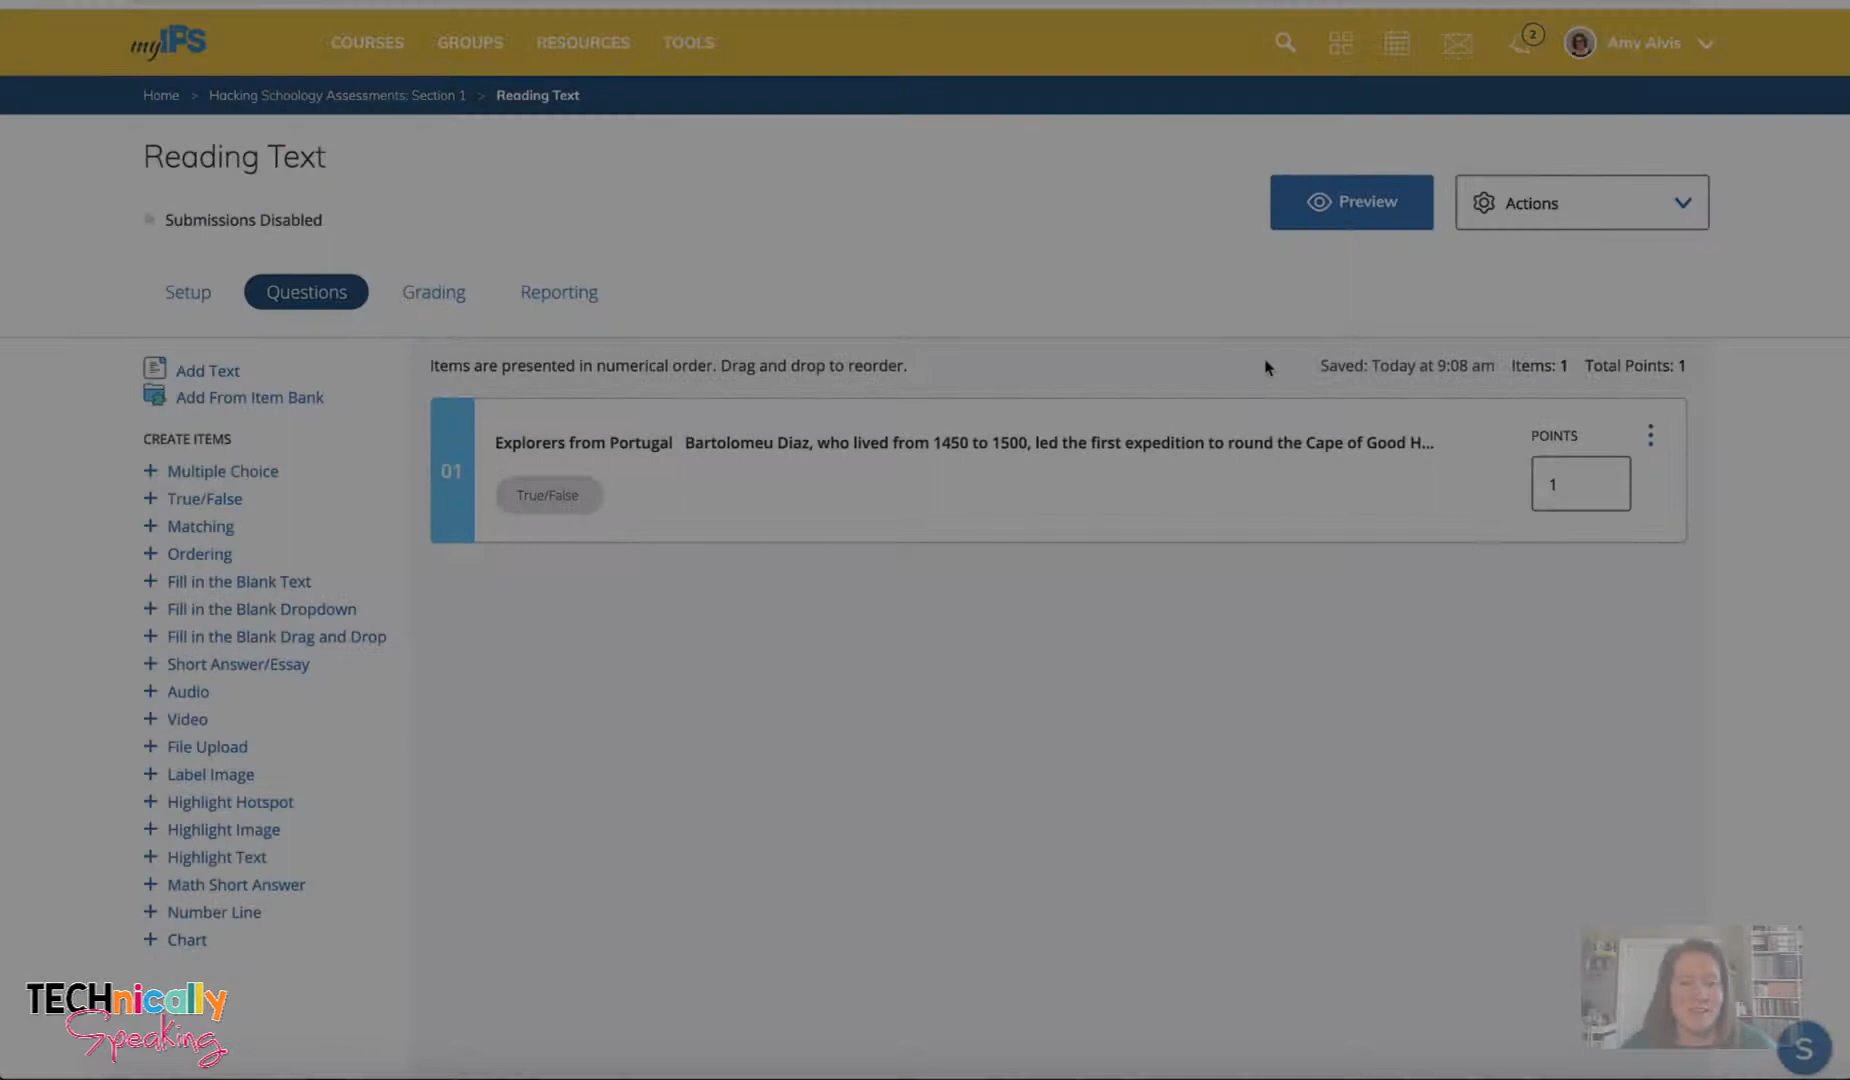 myIPS COURSES GROUPS RESOURCES TOOLS 2 Amy Alvis
Home > Hacking Schoology Assessments: Section 1 > Reading Text
Reading Text
Preview Actions
Submissions Disabled
Setup Questions Grading Reporting
Add Text
Add From Item Bank
CREATE ITEMS
+ Multiple Choice
+ True/False
+ Matching
+ Ordering
+ Fill in the Blank Text
+ Fill in the Blank Dropdown
+ Fill in the Blank Drag and Drop
+ Short Answer/Essay
+ Audio
+ Video
+ File Upload
+ Label Image
+ Highlight Hotspot
+ Highlight Image
+ Highlight Text
+ Math Short Answer
+ Number Line
+ Chart
Items are presented in numerical order. Drag and drop to reorder. Saved: Today at 9:08 am Items: 1 Total Points: 1
01 Explorers from Portugal Bartolomeu Diaz, who lived from 1450 to 1500, led the first expedition to round the Cape of Good H... POINTS
True/False 1
TECHnically
Speaking
S